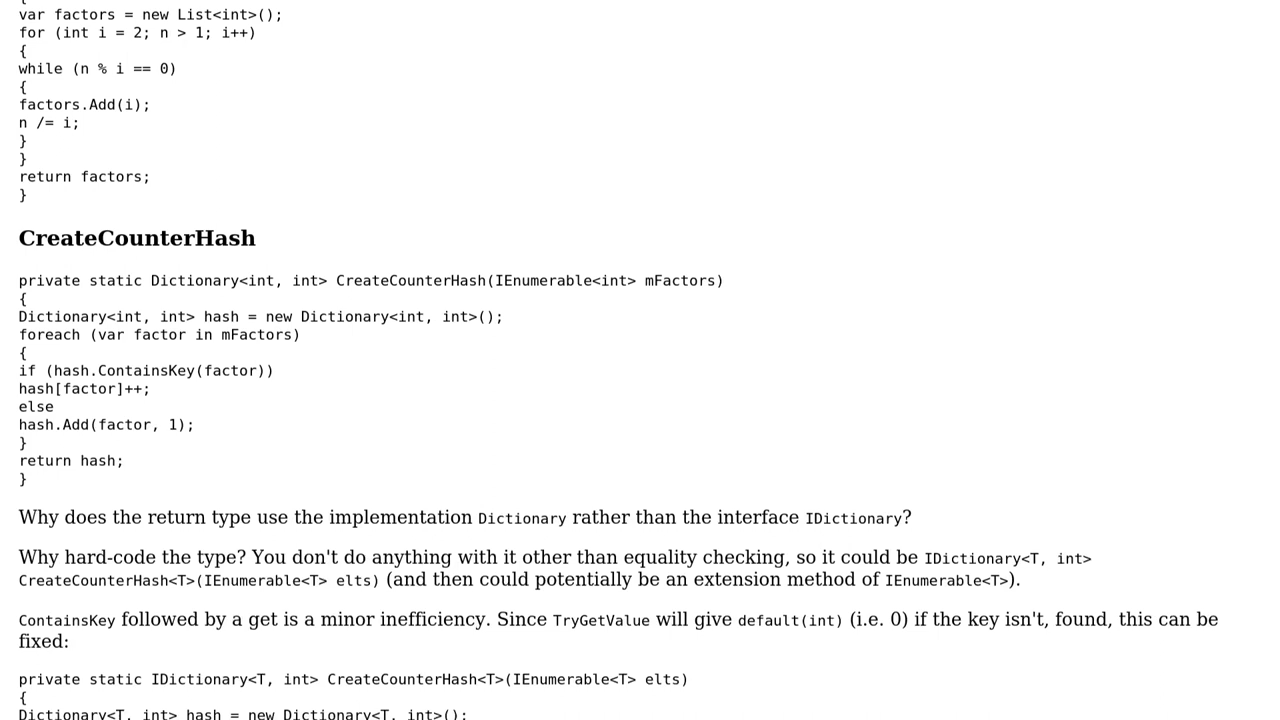 var factors = new List<int>();
for (int i = 2; n > 1; i++)
{
while (n % i == 0)
{
factors.Add(i);
n /= i;
}
}
return factors;
}
CreateCounterHash
private static Dictionary<int, int> CreateCounterHash(IEnumerable<int> mFactors)
{
Dictionary<int, int> hash = new Dictionary<int, int>();
foreach (var factor in mFactors)
{
if (hash.ContainsKey(factor))
hash[factor]++;
else
hash.Add(factor, 1);
}
return hash;
}
Why does the return type use the implementation Dictionary rather than the interface IDictionary?
Why hard-code the type? You don't do anything with it other than equality checking, so it could be IDictionary<T, int>
CreateCounterHash<T>(IEnumerable<T> elts) (and then could potentially be an extension method of IEnumerable<T>).
ContainsKey followed by a get is a minor inefficiency. Since TryGetValue will give default(int) (i.e. 0) if the key isn't, found, this can be
fixed:
private static IDictionary<T, int> CreateCounterHash<T>(IEnumerable<T> elts)
{
Dictionary<T, int> hash = new Dictionary<T, int>();